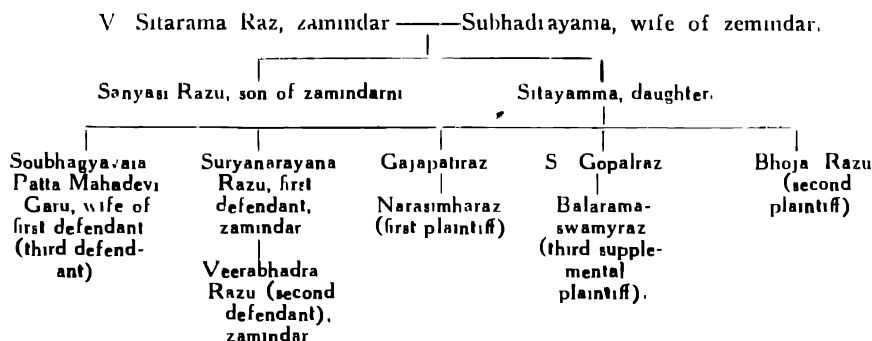 V Sitarama Raz, zamindar Subhadrayama, wife of zemindar.
Sanyasi Razu, son of zamindarni Sitayamma, daughter.
Soubhagyavata
Patta Mahadevi
Garu, wife of
first defendant
(third defend-
ant)
Suryanarayana
Razu, first
defendant,
zamindar
Veerabhadra
Razu (second
defendant),
zamindar
Gajapatiraz
Narasimharaz
(first plaintiff)
S Gopalraz
Balarama-
swamyraz
(third supple-
mental
plaintiff).
Bhoja Razu
(second
plaintiff)